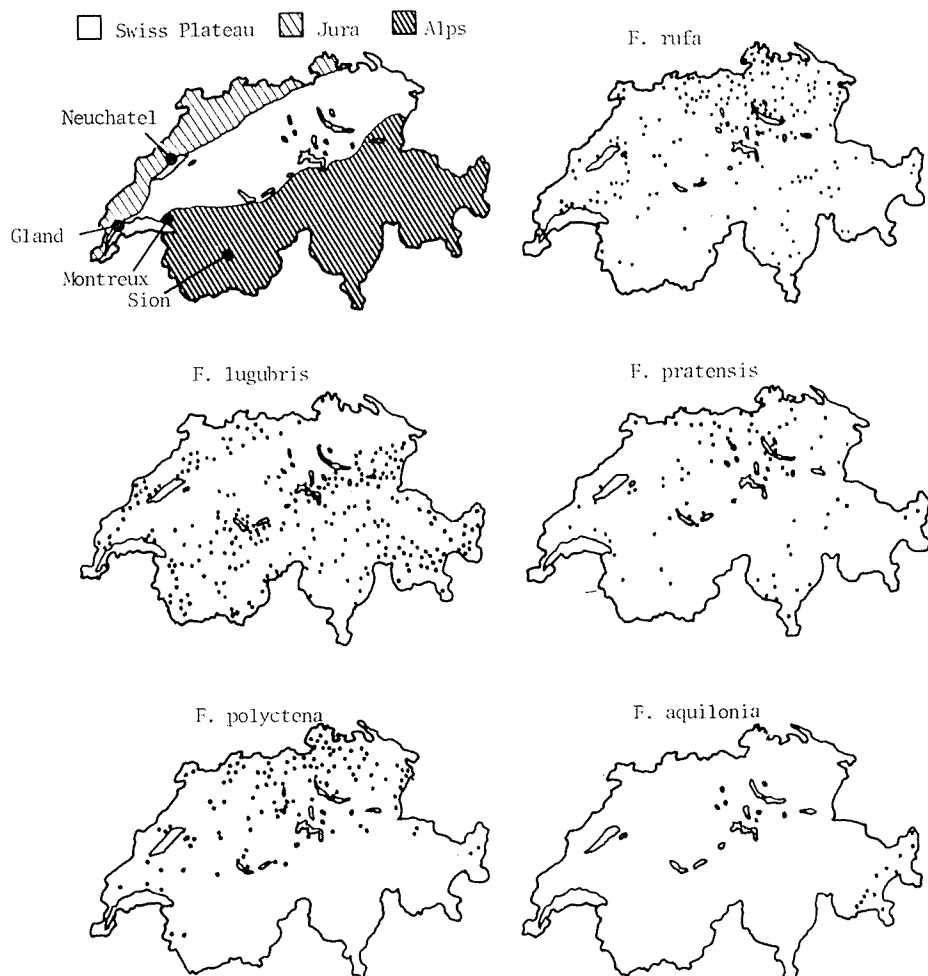 Swiss Plateau Jura Alps
F. rufa
Neuchatel
Gland
Montreux
Sion
F. lugubris
F. pratensis
F. polyctena
F. aquilonia